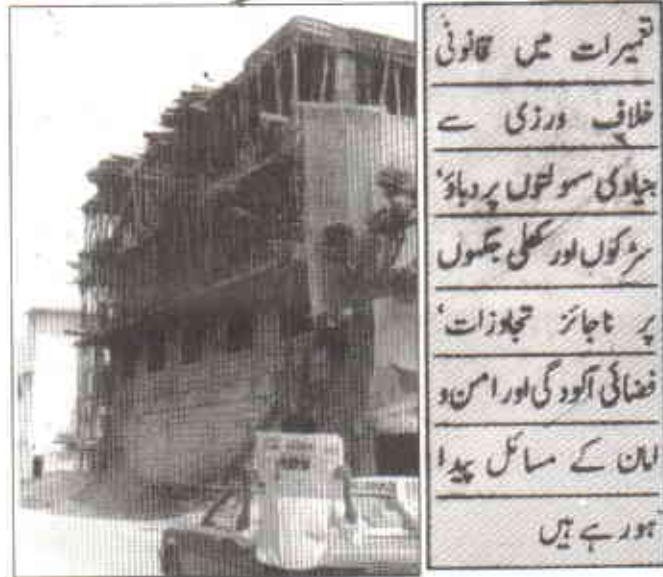 تعمیرات میں قانونی
خلاف ورزی سے
بنیادی سہولتوں پر دباؤ‘
سڑکوں اور کھلی جگہوں
پر ناجائز تجاوزات‘
فضائی آلودگی اور امن و
امان کے مسائل پیدا
ہو رہے ہیں